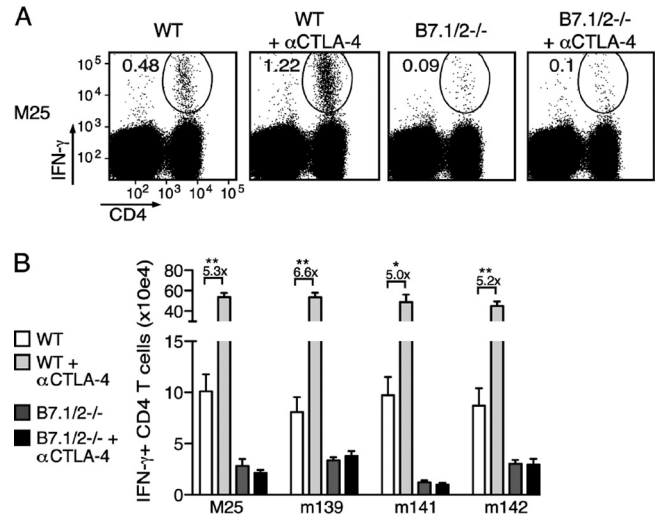 A
WT
WT + αCTLA-4
B7.1/2-/-
B7.1/2-/- + αCTLA-4
M25
IFN-γ
10⁵
10⁴
10³
10²
0.48
1.22
0.09
0.1
10² 10³ 10⁴ 10⁵
CD4
B
IFN-γ+ CD4 T cells (x10e4)
80
60
40
15
10
5
0
**
5.3x
**
6.6x
*
5.0x
**
5.2x
WT
WT + αCTLA-4
B7.1/2-/-
B7.1/2-/- + αCTLA-4
M25
m139
m141
m142